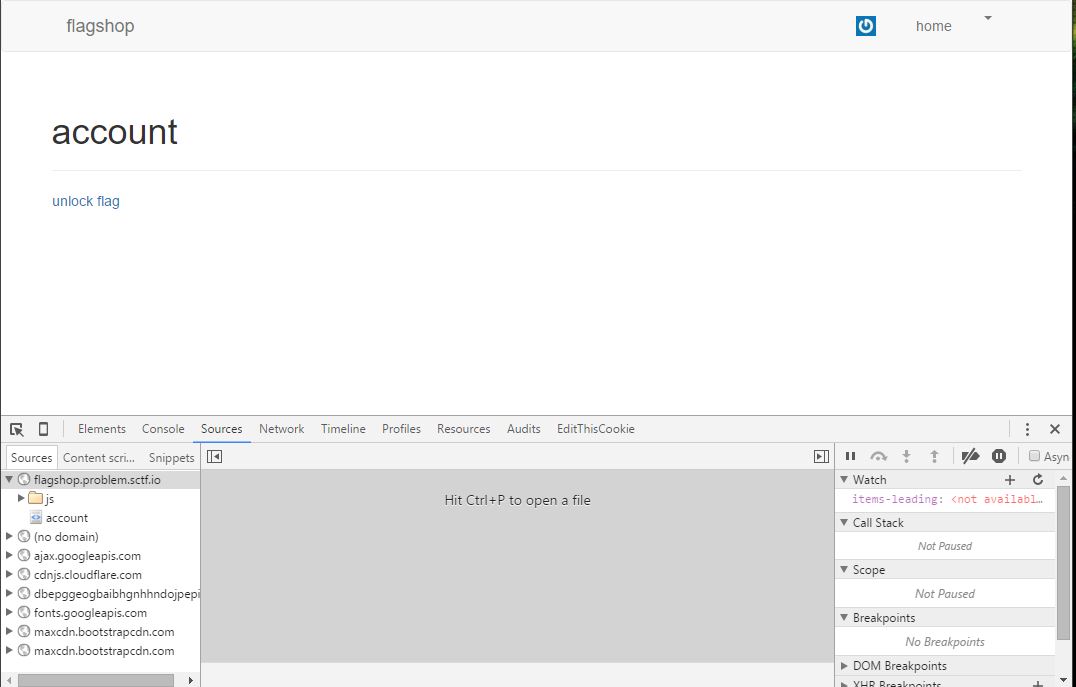 flagshop
home
account
unlock flag
Elements Console Sources Network Timeline Profiles Resources Audits EditThisCookie
Sources Content scri... Snippets
Asyn
flagshop.problem.sctf.io
js
account
(no domain)
ajax.googleapis.com
cdnjs.cloudflare.com
dbepggeogbaibhgnhhndojpepi
fonts.googleapis.com
maxcdn.bootstrapcdn.com
maxcdn.bootstrapcdn.com
Hit Ctrl+P to open a file
Watch
items-leading: <not availabl…
Call Stack
Not Paused
Scope
Not Paused
Breakpoints
No Breakpoints
DOM Breakpoints
XHR Breakpoints